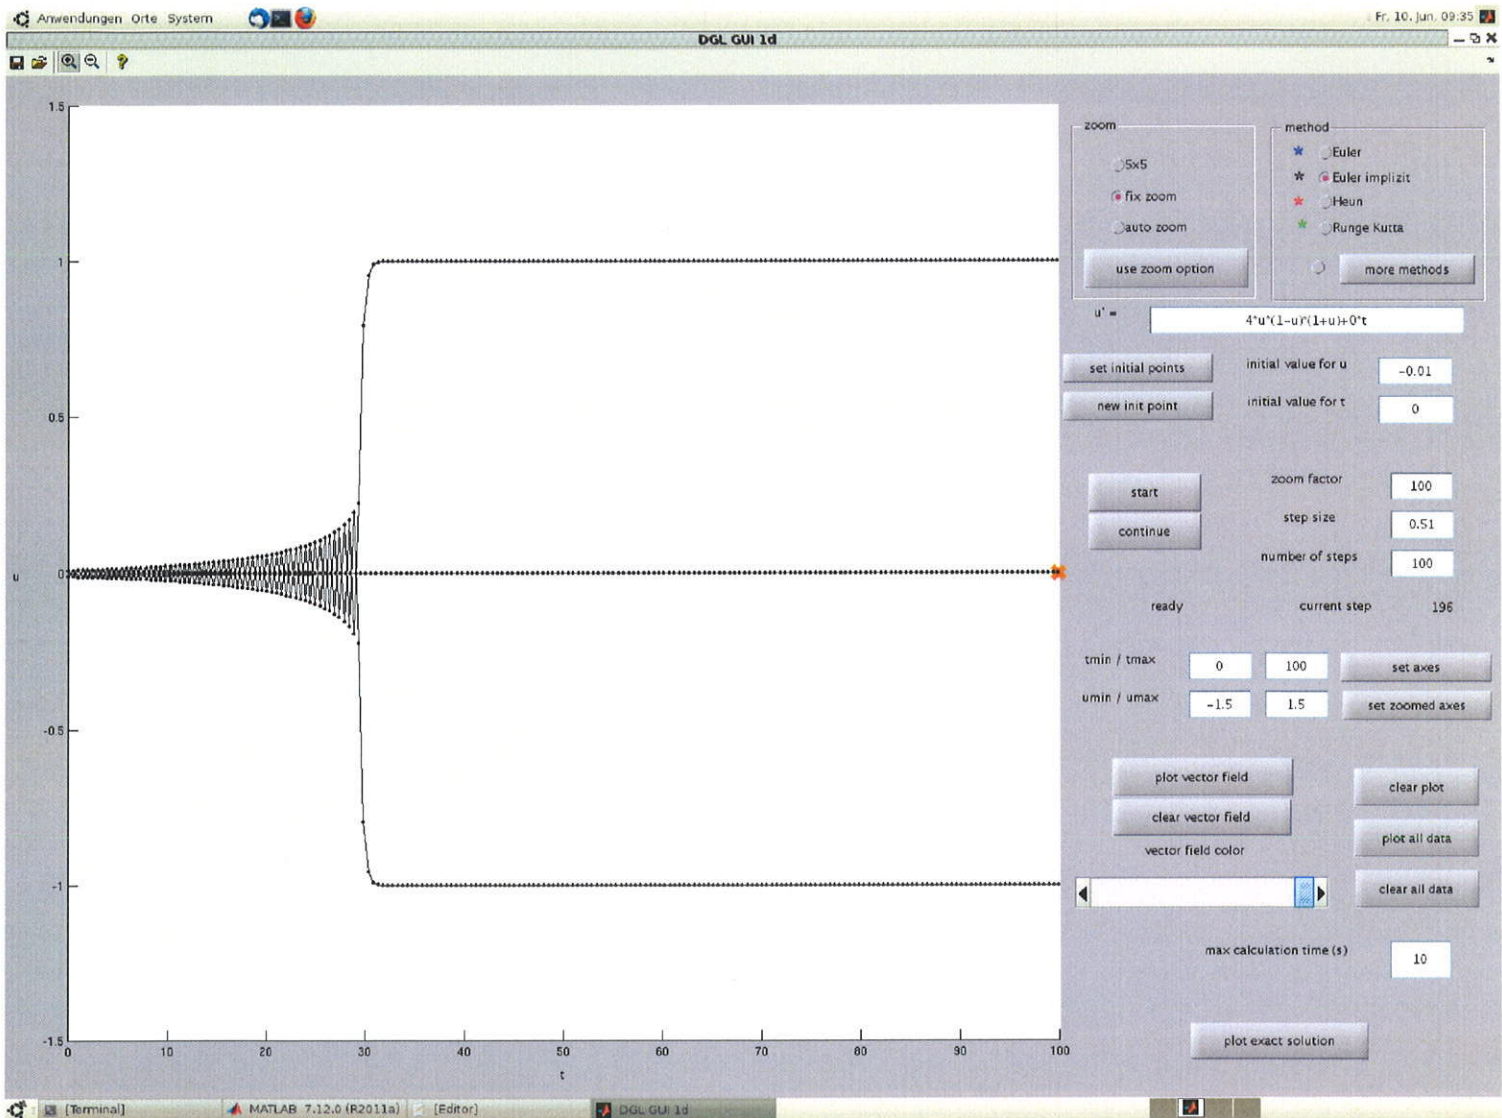 Anwendungen Orte System
Fr, 10. Jun, 09:35
DGL GUI 1d
zoom
5x5
fix zoom
auto zoom
use zoom option
method
* Euler
* Euler implizit
* Heun
* Runge Kutta
more methods
u' = 4*u*(1-u)*(1+u)+0*t
set initial points
initial value for u -0.01
new init point
initial value for t 0
start
continue
zoom factor 100
step size 0.51
number of steps 100
ready
current step 196
tmin / tmax 0 100 set axes
umin / umax -1.5 1.5 set zoomed axes
plot vector field
clear vector field
vector field color
clear plot
plot all data
clear all data
max calculation time (s) 10
plot exact solution
1.5
1
0.5
0
-0.5
-1
-1.5
u
0 10 20 30 40 50 60 70 80 90 100
t
[Terminal] MATLAB 7.12.0 (R2011a) [Editor] DGL GUI 1d